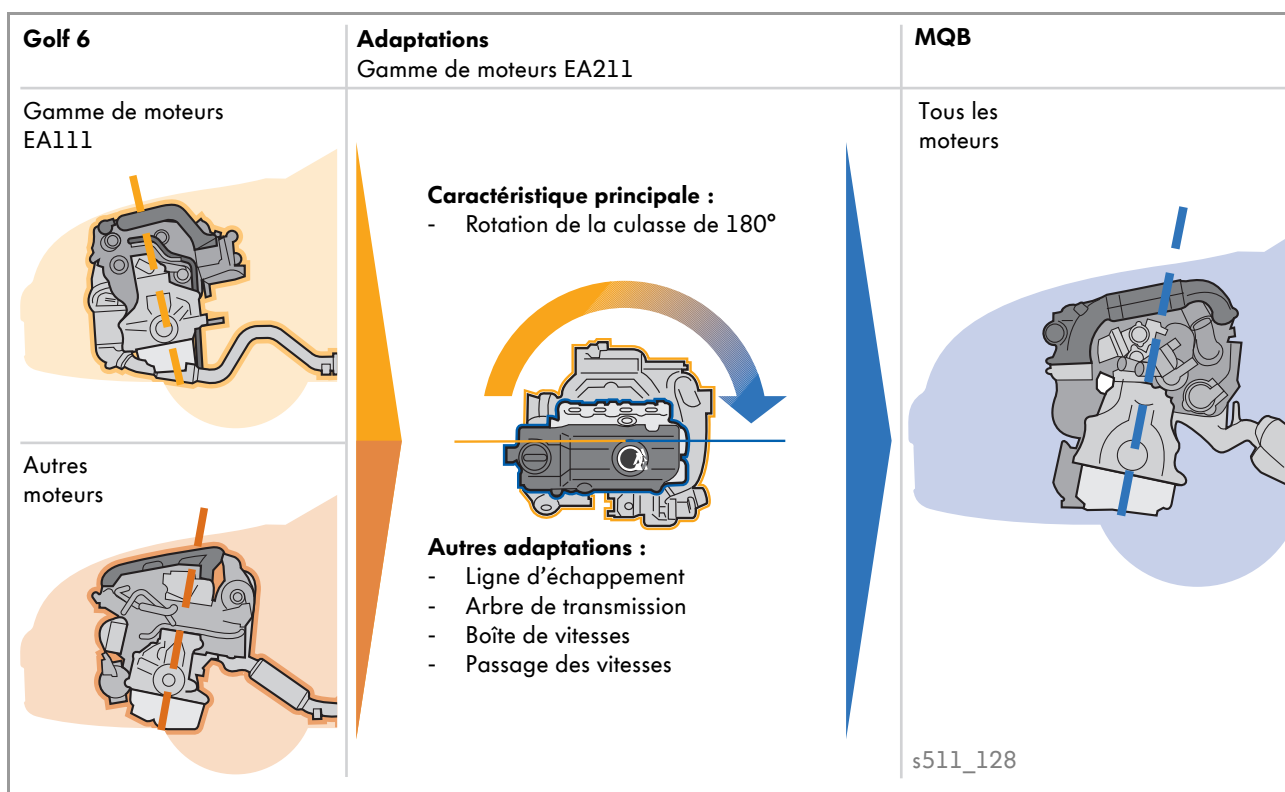 Golf 6
Gamme de moteurs
EA111
Autres
moteurs
Adaptations
Gamme de moteurs EA211
Caractéristique principale :
- Rotation de la culasse de 180°
Autres adaptations :
- Ligne d'échappement
- Arbre de transmission
- Boîte de vitesses
- Passage des vitesses
MQB
Tous les
moteurs
s511_128